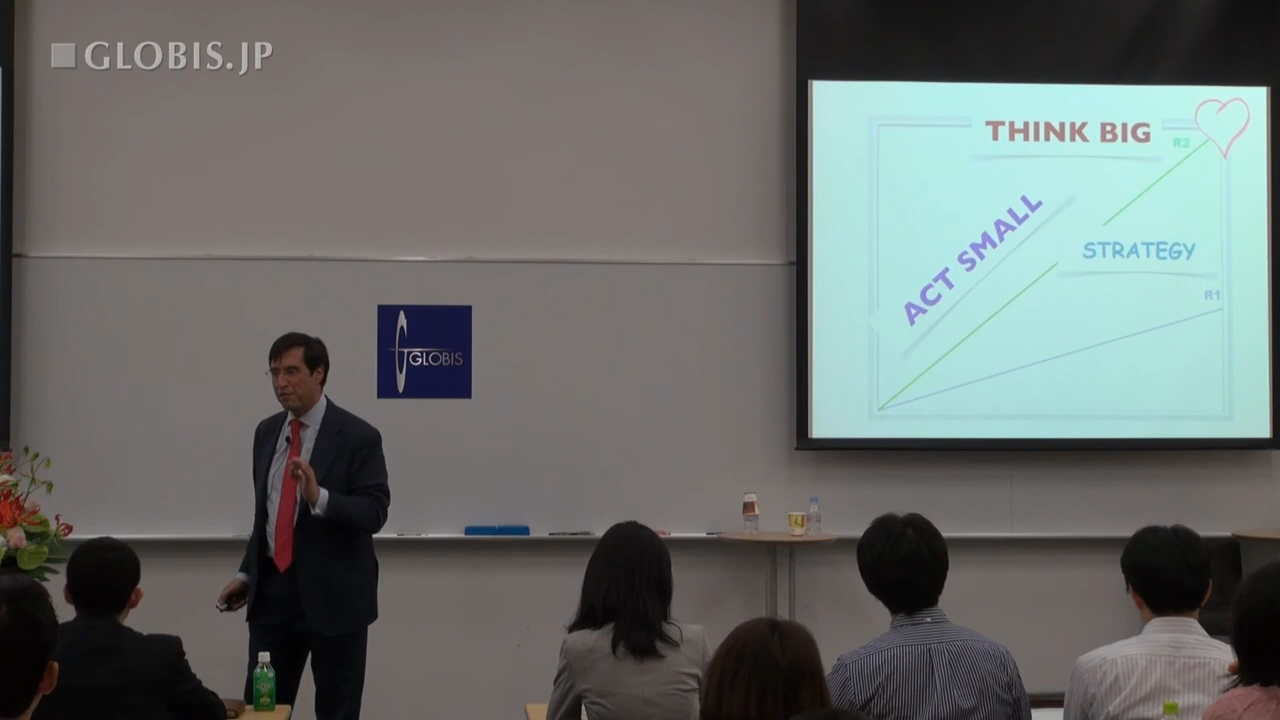 GLOBIS.JP
THINK BIG
R2
ACT SMALL
STRATEGY
R1
GLOBIS